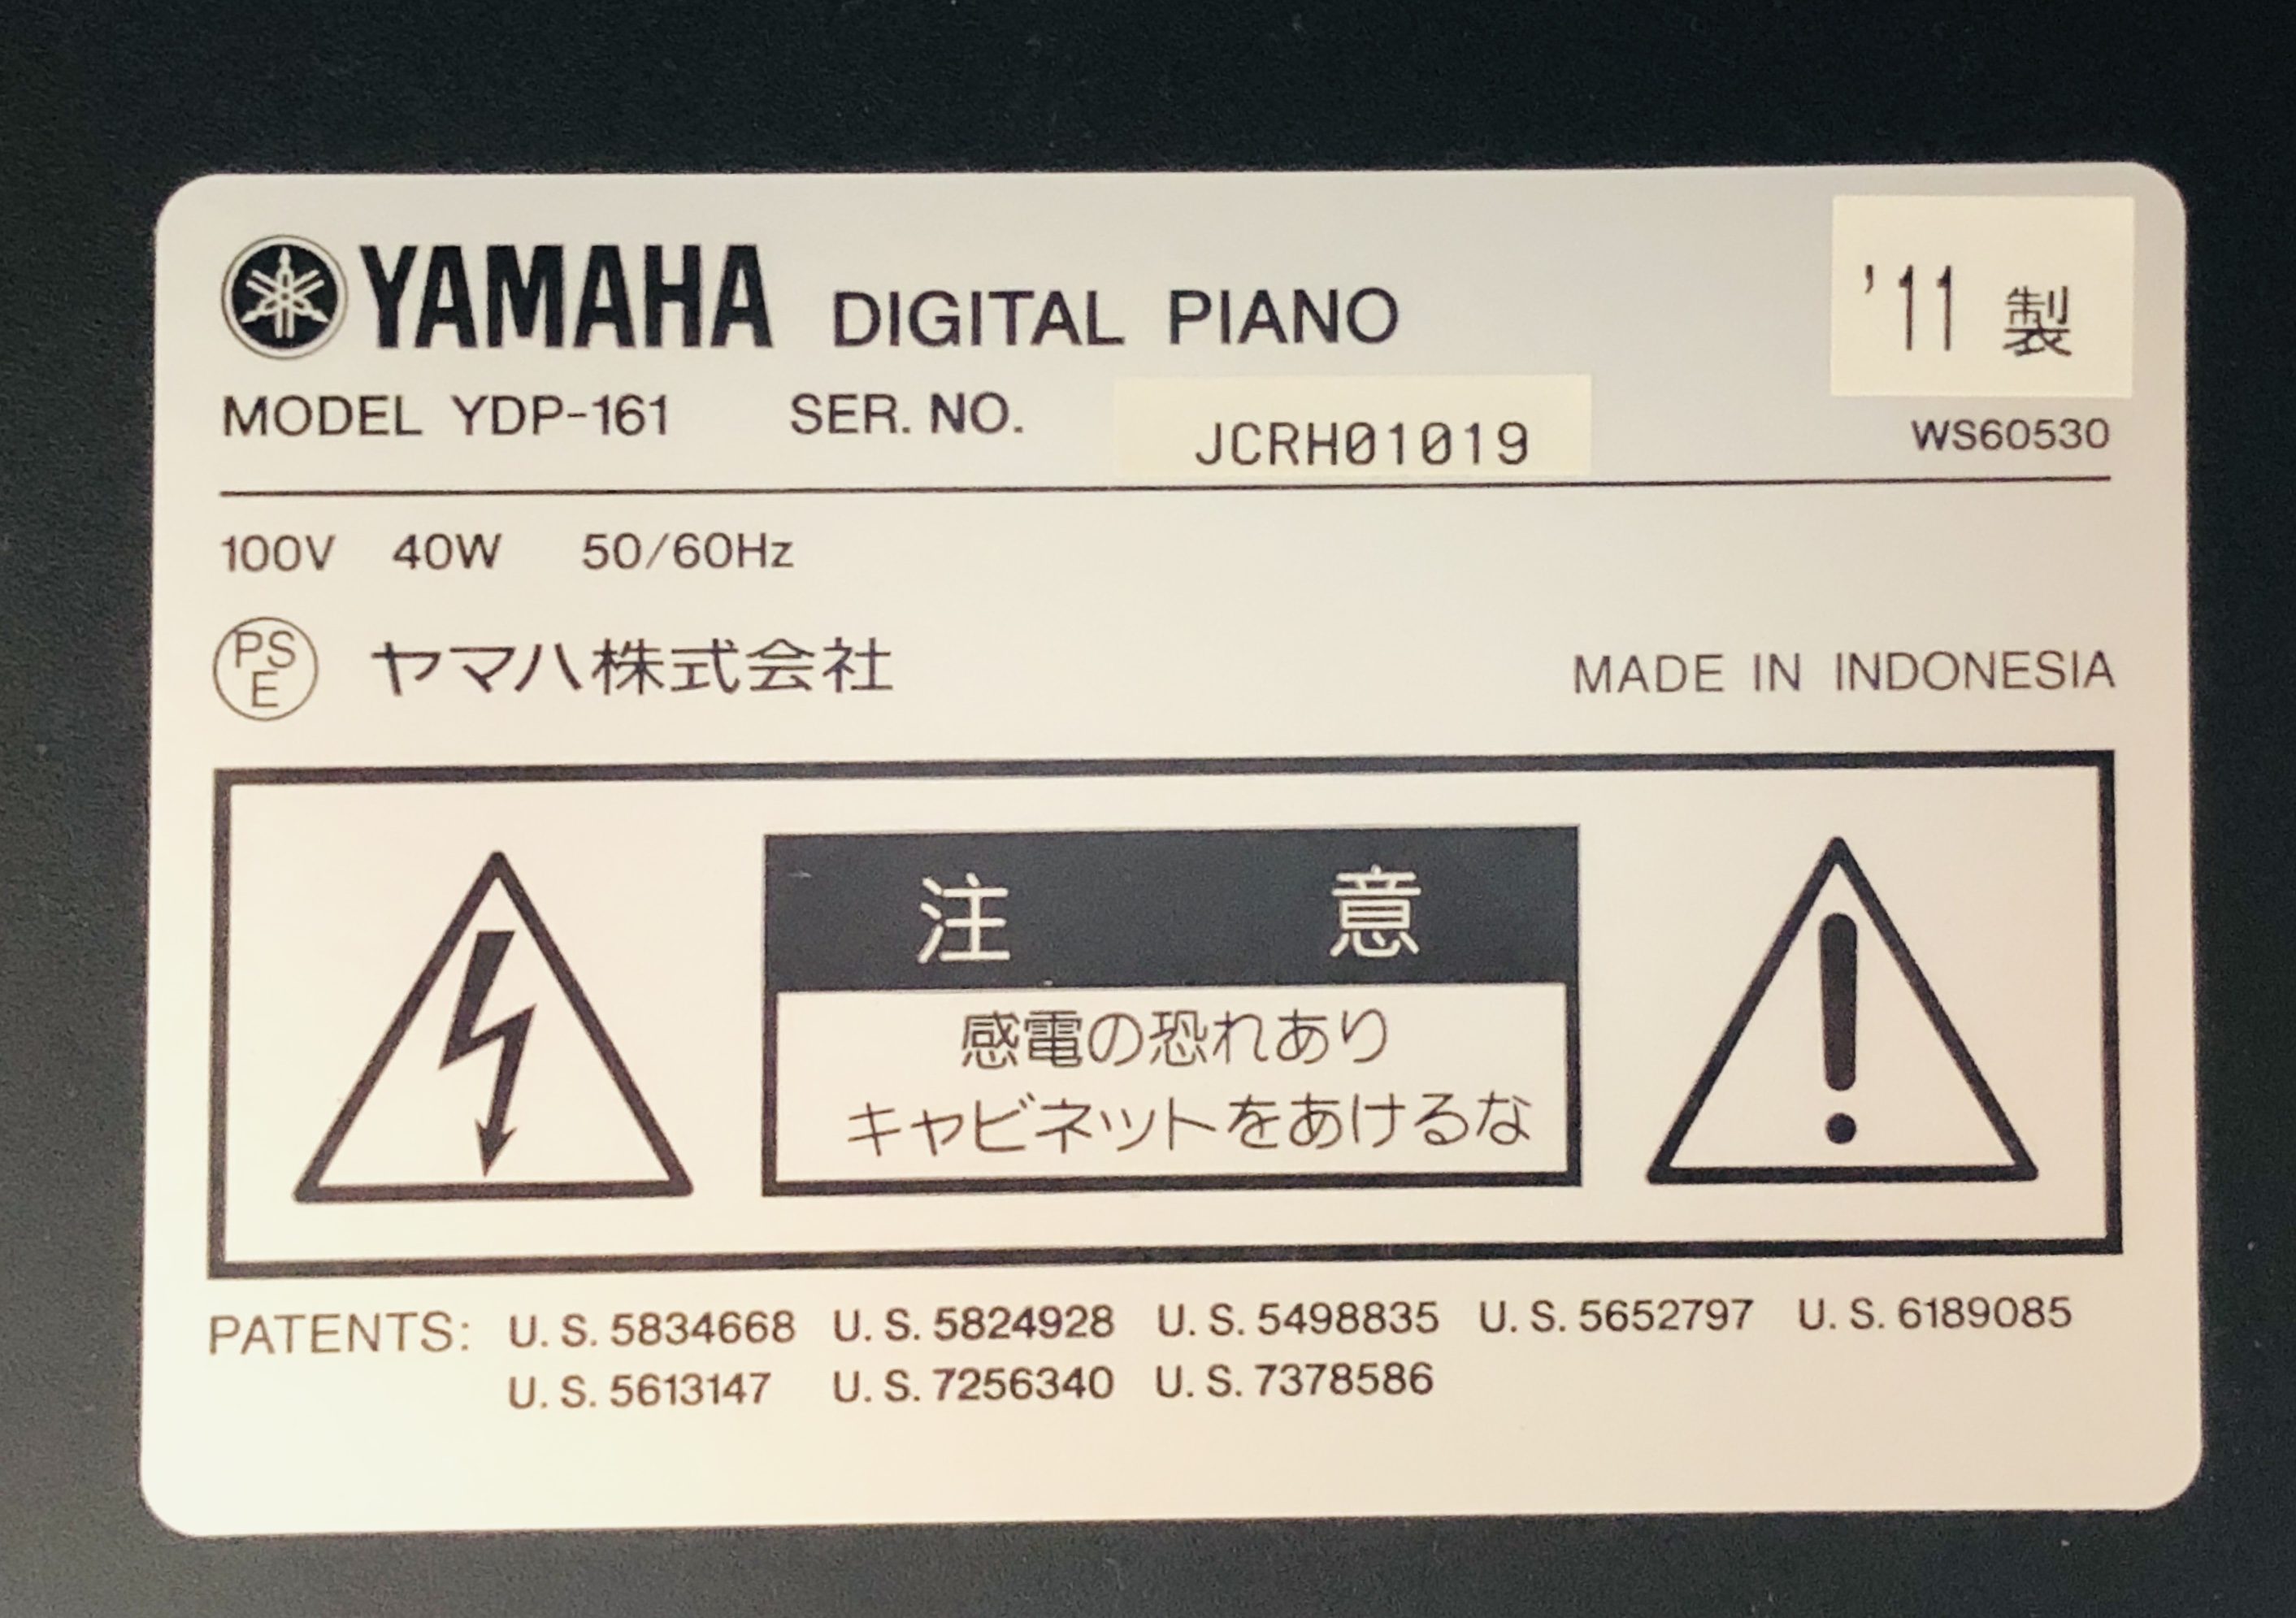 YAMAHA DIGITAL PIANO
'11 製
MODEL YDP-161 SER. NO. JCRH01019
WS60530
100V 40W 50/60Hz
PS
E
ヤマハ株式会社
MADE IN INDONESIA
注意
感電の恐れあり
キャビネットをあけるな
PATENTS: U.S.5834668 U.S.5824928 U.S.5498835 U.S.5652797 U.S.6189085
U.S.5613147 U.S.7256340 U.S.7378586